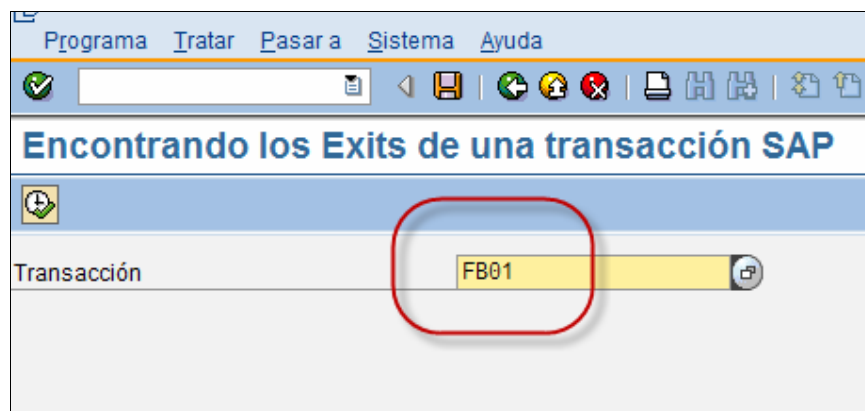 Programa Tratar Pasar a Sistema Ayuda
Encontrando los Exits de una transacción SAP
Transacción FB01